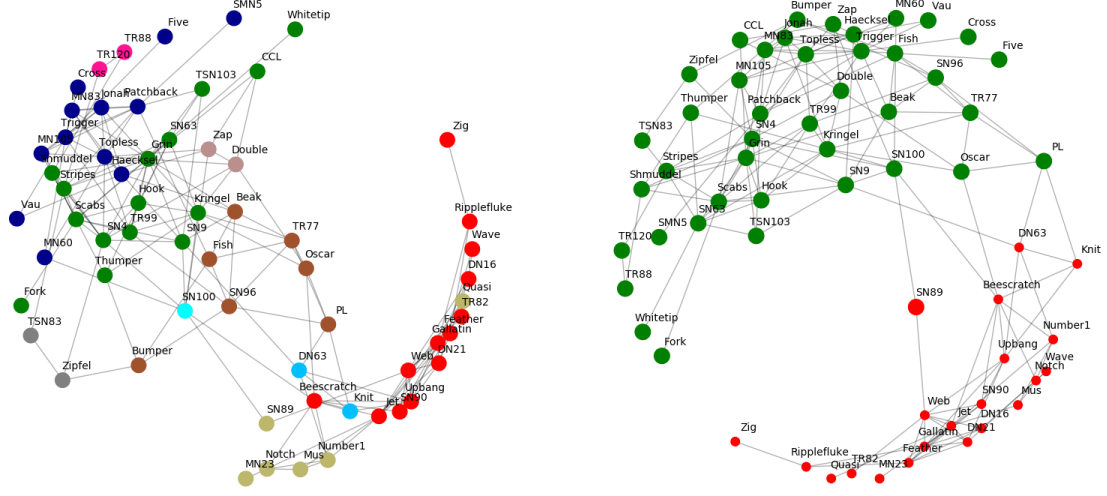 SMN5
Whitetip
Five
TR88
CCL
TR120
Cross
TSN103
Jonah
Patchback
MN83
Zig
SN63
Trigger
Zap
Topless
Grin
Double
Haecksel
Shmuddel
Stripes
Hook
Kringel
Beak
Ripplefluke
Vau
Scabs
TR99
SN4
SN9
TR77
Wave
MN60
Fish
Oscar
DN16
Thumper
Quasi
SN100
SN96
TR82
Fork
PL
Feather
TSN83
Gallatin
DN21
Bumper
DN63
Web
Zipfel
Beescratch
Upbang
Knit
Jet
SN90
SN89
Number1
Notch
Mus
MN23
Bumper
Zap
MN60
Vau
CCL
Jonah
Haecksel
Cross
MN83
Topless
Trigger
Fish
Five
Zipfel
MN105
SN96
Double
Thumper
Patchback
TR99
Beak
TR77
TSN83
SN4
Kringel
Stripes
Grin
SN100
Oscar
PL
Shmuddel
Scabs
Hook
SN9
SMN5
SN63
TSN103
TR120
DN63
Knit
TR88
Beescratch
SN89
Whitetip
Number1
Fork
Upbang
Wave
Notch
SN90
Mus
Web
Jet
DN16
Zig
Gallatin
DN21
Ripplefluke
Feather
Quasi
TR82
MN23